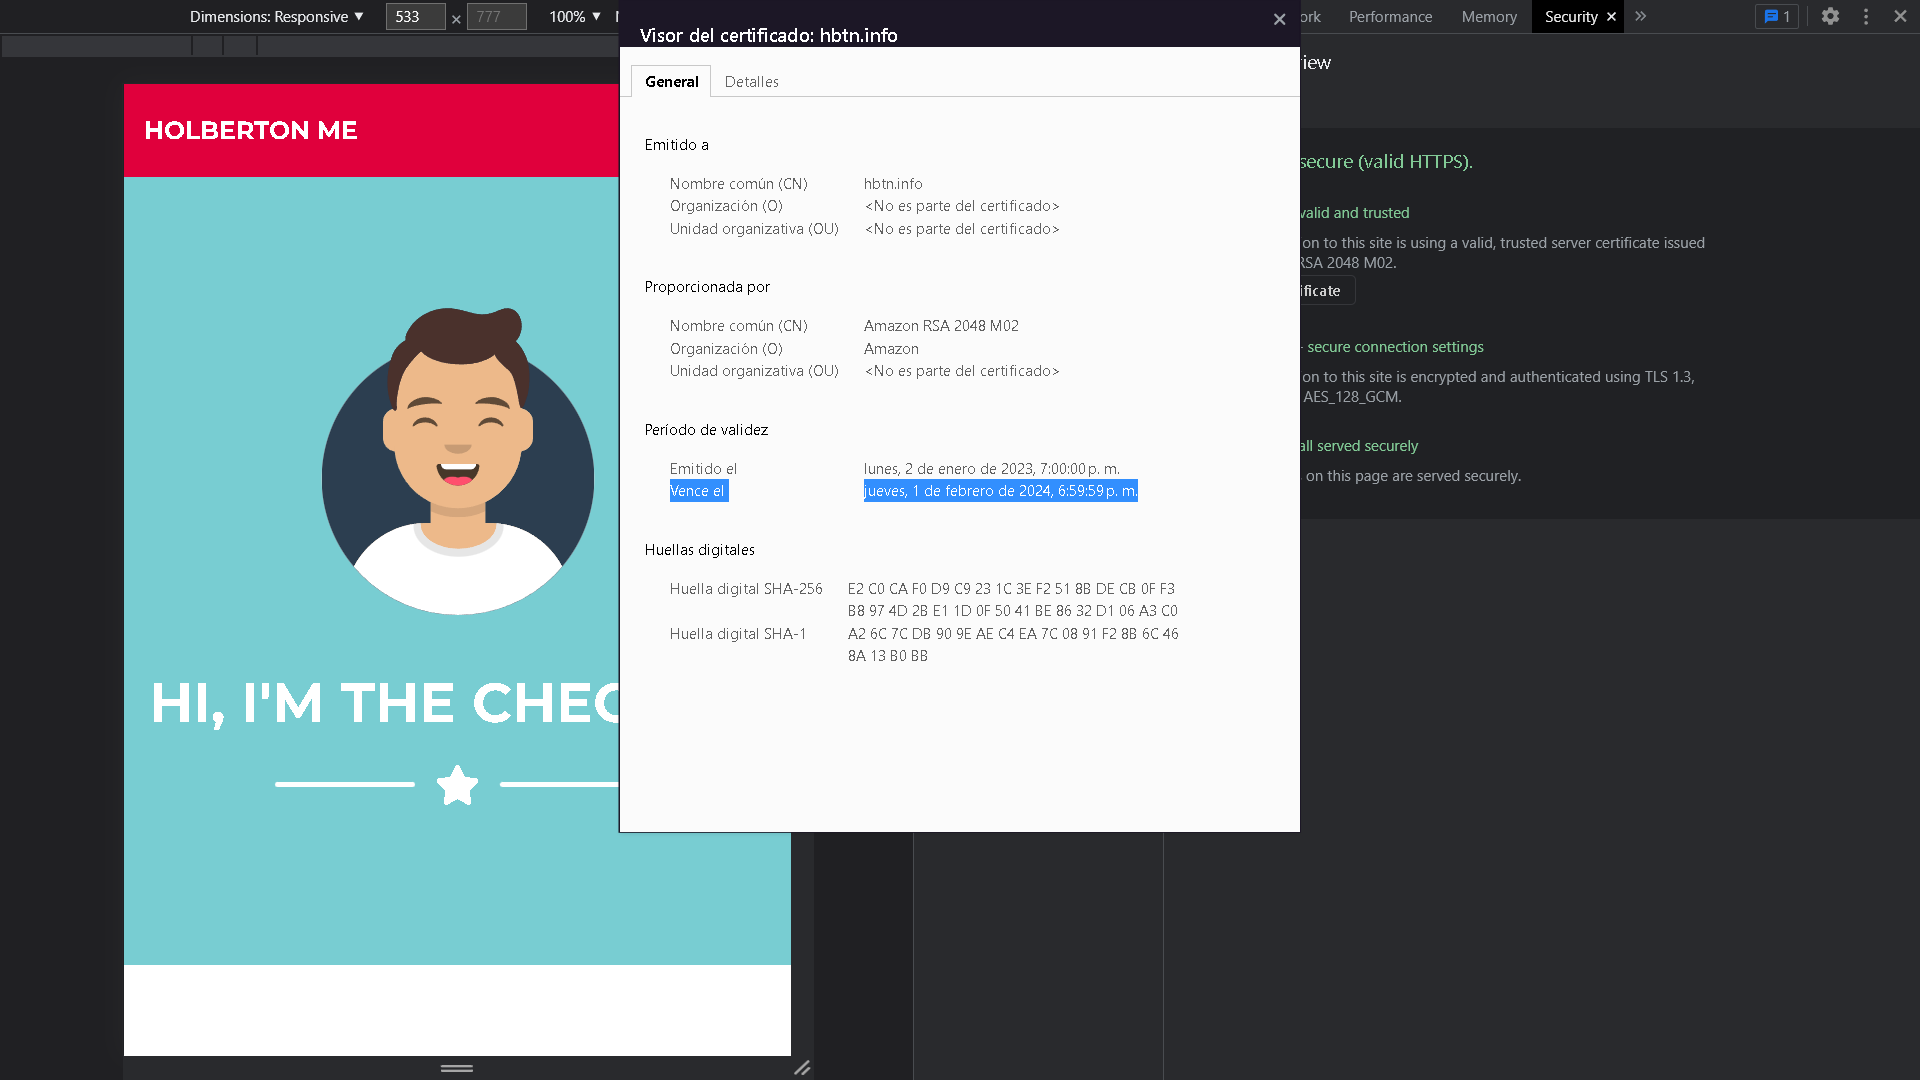 Dimensions: Responsive ▼ 533 × 777 100% ▼
Visor del certificado: hbtn.info
Performance Memory Security × » 1
General Detalles
Emitido a
Nombre común (CN) hbtn.info
Organización (O) <No es parte del certificado>
Unidad organizativa (OU) <No es parte del certificado>
Proporcionada por
Nombre común (CN) Amazon RSA 2048 M02
Organización (O) Amazon
Unidad organizativa (OU) <No es parte del certificado>
Período de validez
Emitido el lunes, 2 de enero de 2023, 7:00:00 p. m.
Vence el jueves, 1 de febrero de 2024, 6:59:59 p. m.
Huellas digitales
Huella digital SHA-256 E2 C0 CA F0 D9 C9 23 1C 3E F2 51 8B DE CB 0F F3
B8 97 4D 2B E1 1D 0F 50 41 BE 86 32 D1 06 A3 C0
Huella digital SHA-1 A2 6C 7C DB 90 9E AE C4 EA 7C 08 91 F2 8B 6C 46
8A 13 B0 BB
HOLBERTON ME
HI, I'M THE CHEC
secure (valid HTTPS).
valid and trusted
on to this site is using a valid, trusted server certificate issued
RSA 2048 M02.
ificate
- secure connection settings
on to this site is encrypted and authenticated using TLS 1.3,
AES_128_GCM.
all served securely
on this page are served securely.